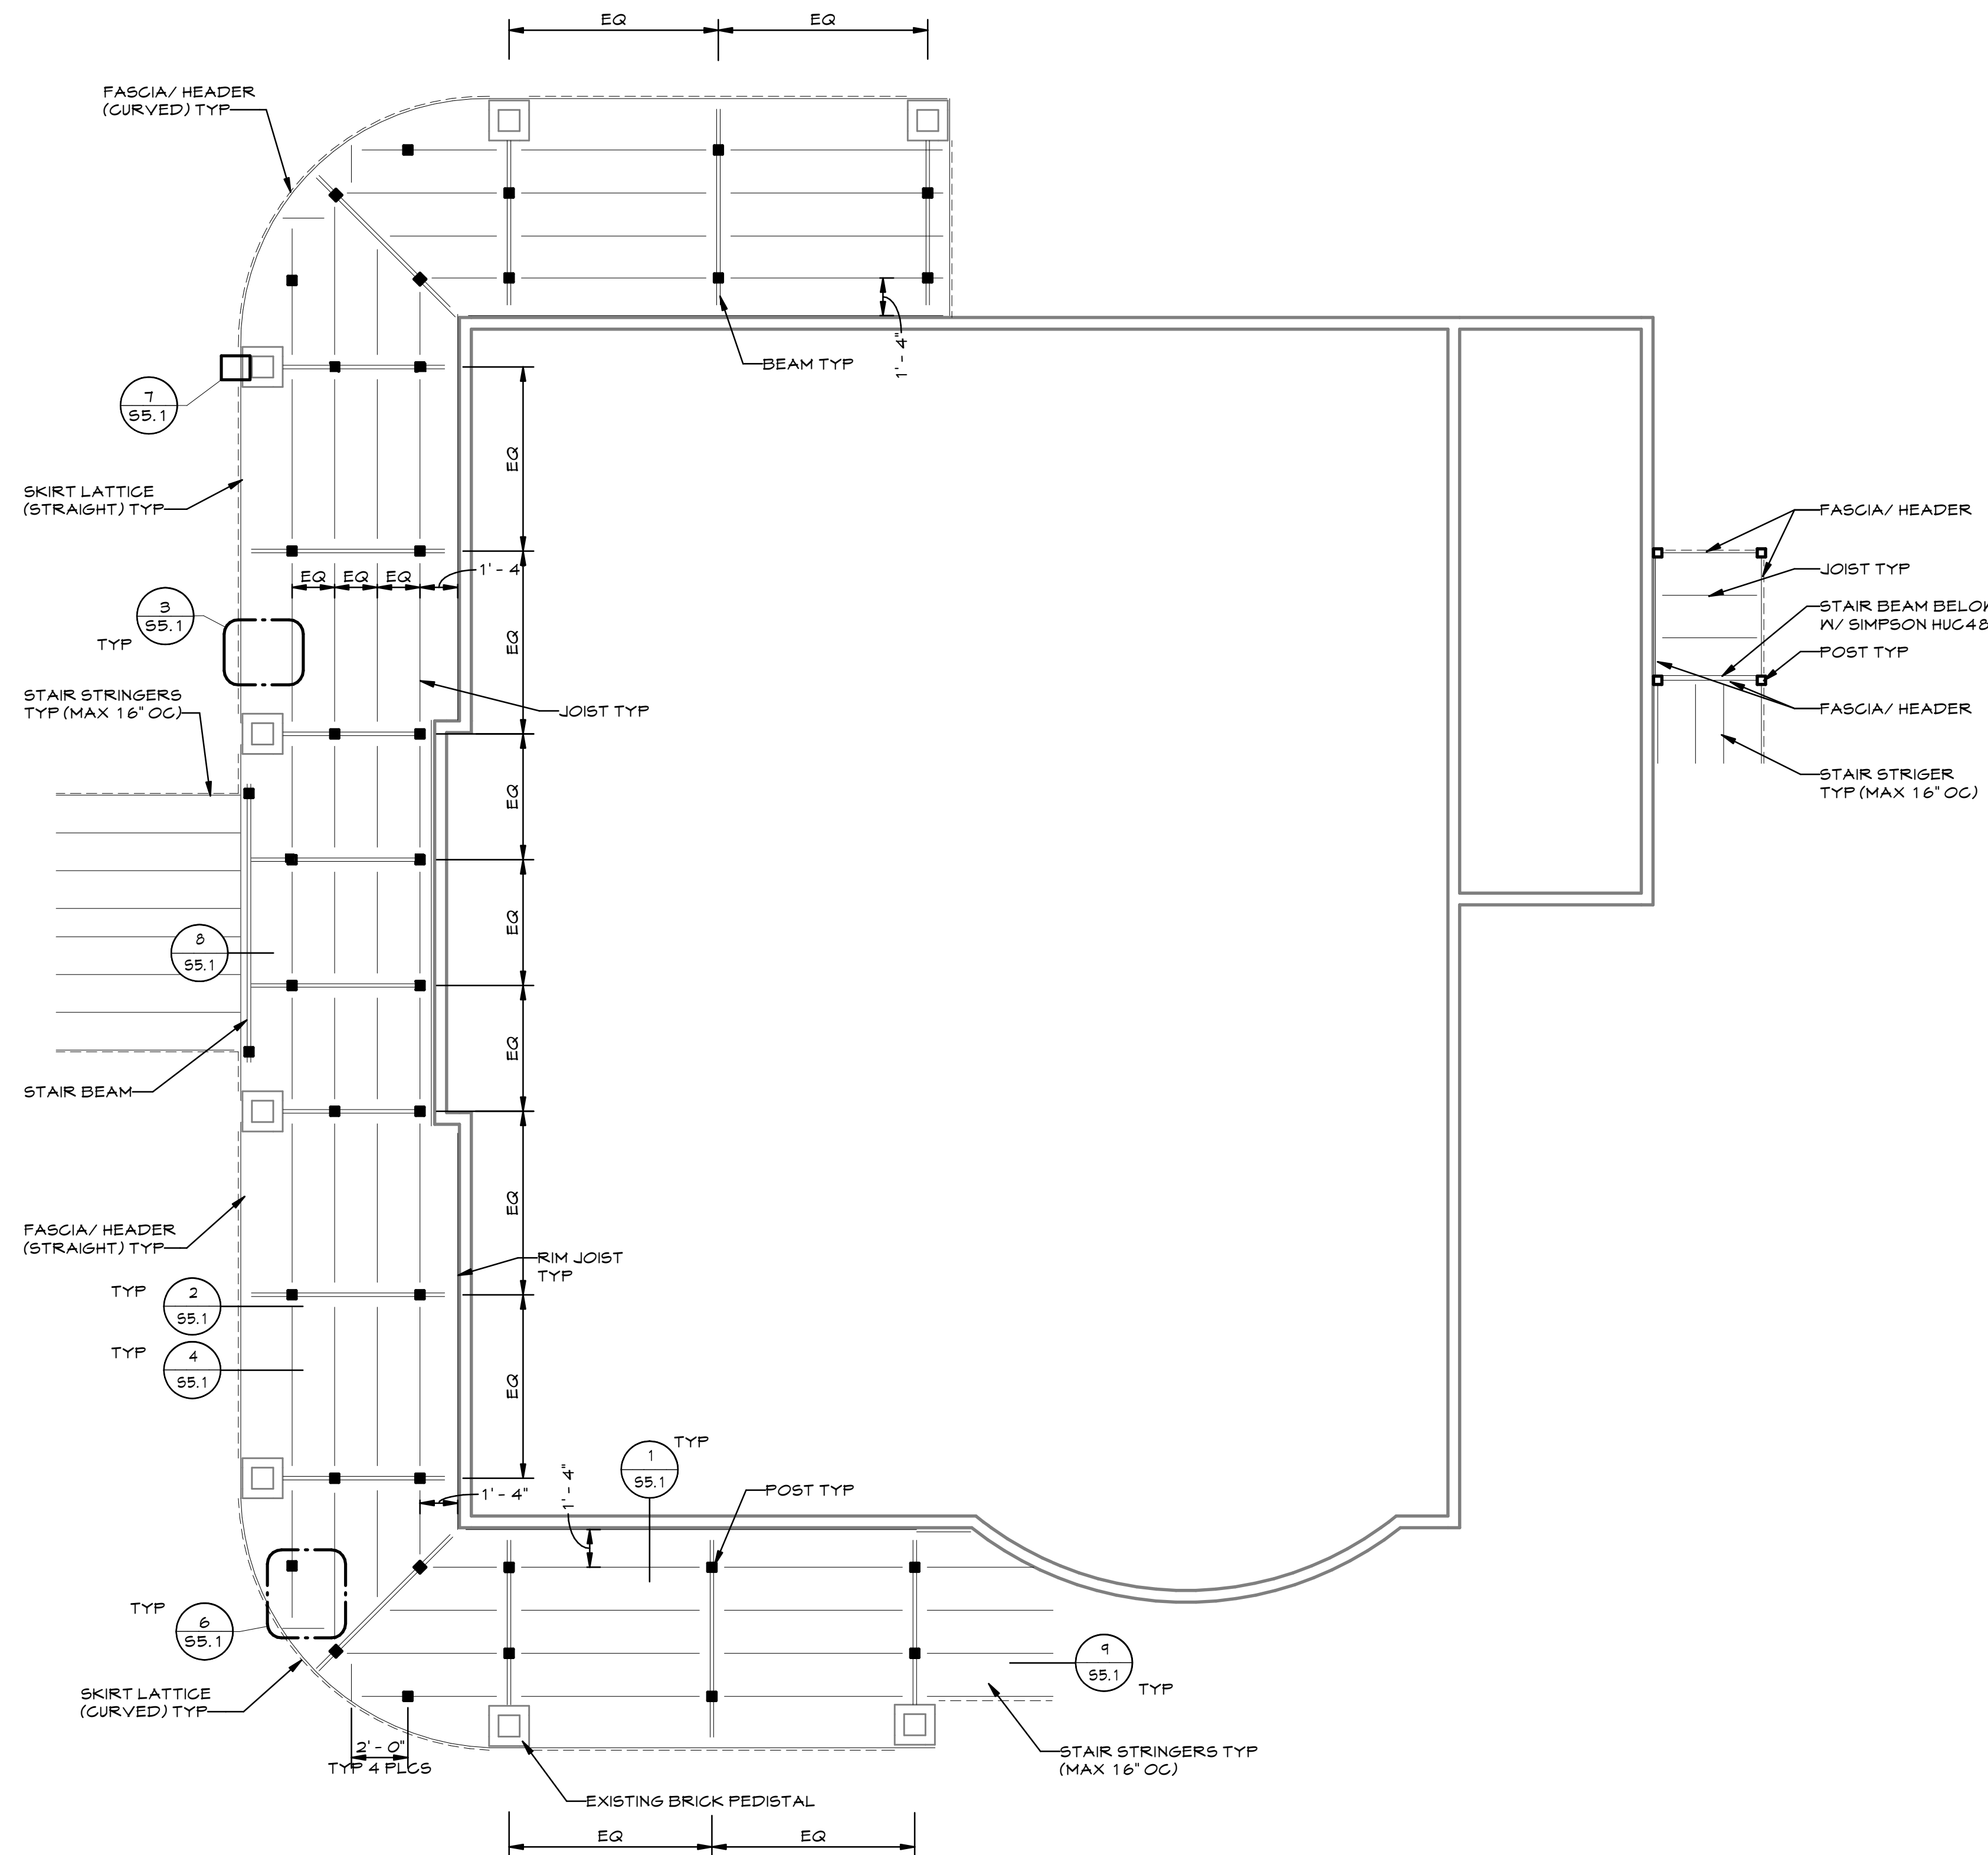 EQ
EQ
FASCIA/ HEADER
(CURVED) TYP
1' - 4"
BEAM TYP
7
S5.1
EQ
SKIRT LATTICE
(STRAIGHT) TYP
FASCIA/ HEADER
JOIST TYP
STAIR BEAM BELOW
W/ SIMPSON HUC48
POST TYP
FASCIA/ HEADER
STAIR STRIGER
TYP (MAX 16" OC)
EQ
EQ
EQ
1' - 4
3
S5.1
TYP
EQ
STAIR STRINGERS
TYP (MAX 16" OC)
JOIST TYP
EQ
EQ
8
S5.1
EQ
STAIR BEAM
EQ
FASCIA/ HEADER
(STRAIGHT) TYP
RIM JOIST
TYP
TYP
2
S5.1
TYP
4
S5.1
EQ
TYP
1
S5.1
1' - 4"
1' - 4"
POST TYP
TYP
6
S5.1
9
S5.1
TYP
SKIRT LATTICE
(CURVED) TYP
2' - 0"
TYP 4 PLCS
STAIR STRINGERS TYP
(MAX 16" OC)
EXISTING BRICK PEDISTAL
EQ
EQ